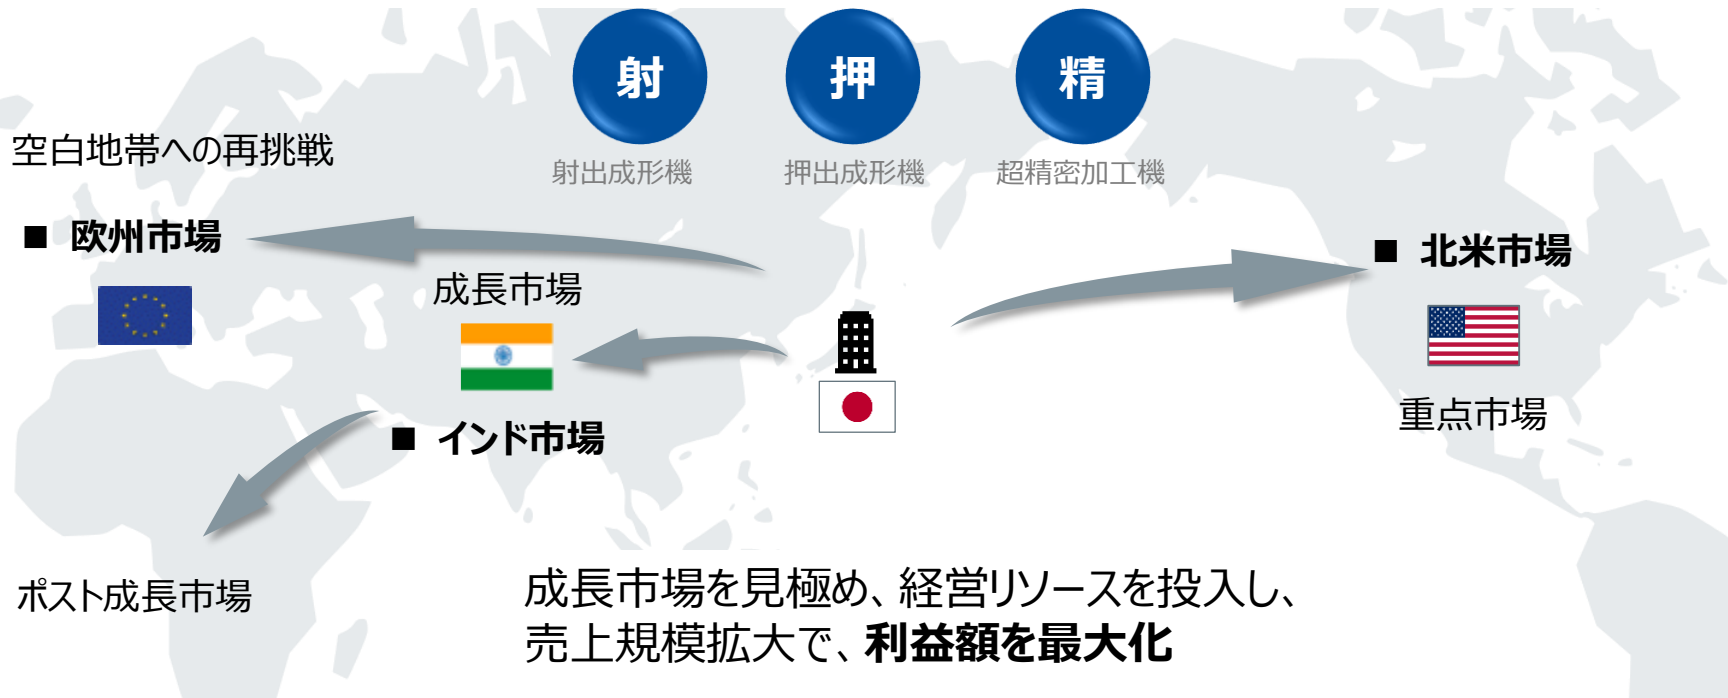 射 押 精
射出成形機 押出成形機 超精密加工機
空白地帯への再挑戦
■ 欧州市場
成長市場
■ インド市場
■ 北米市場
重点市場
ポスト成長市場
成長市場を見極め、経営リソースを投入し、
売上規模拡大で、利益額を最大化